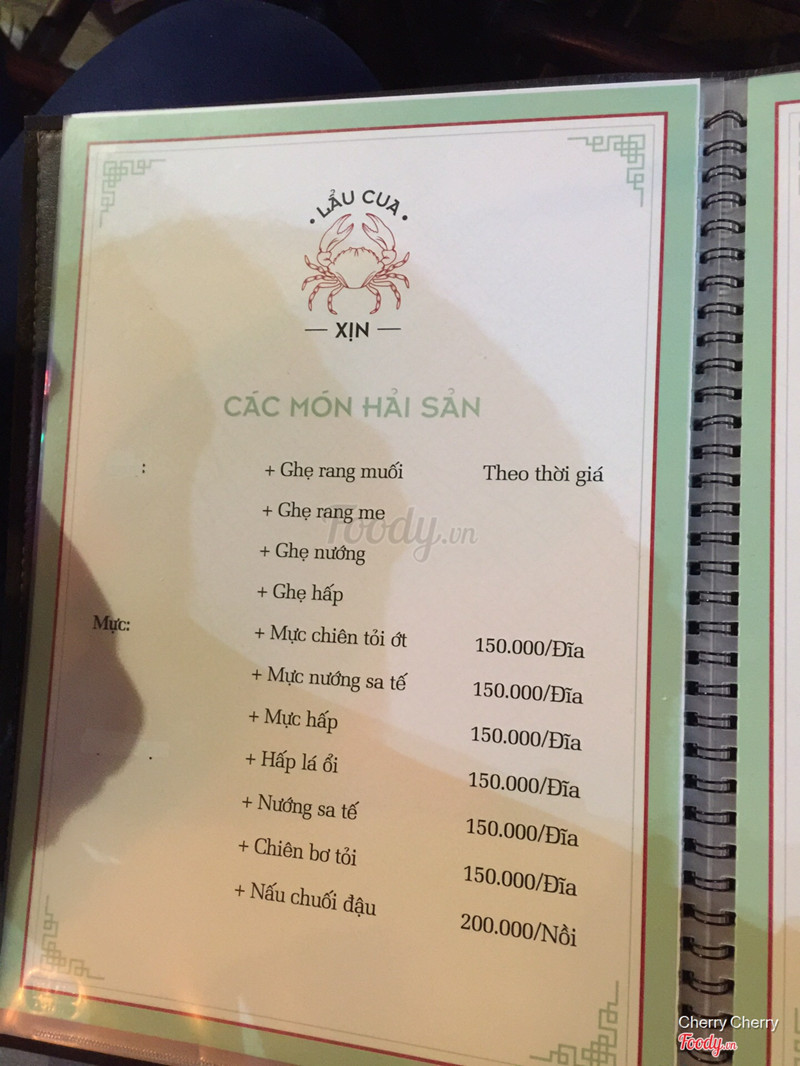 LẨU CUA
XỊN
CÁC MÓN HẢI SẢN
: + Ghẹ rang muối Theo thời giá
+ Ghẹ rang me
Foody.vn
+ Ghẹ nướng
+ Ghẹ hấp
Mực: + Mực chiên tỏi ớt 150.000/Đĩa
+ Mực nướng sa tế 150.000/Đĩa
+ Mực hấp 150.000/Đĩa
+ Hấp lá ổi 150.000/Đĩa
+ Nướng sa tế 150.000/Đĩa
+ Chiên bơ tỏi 150.000/Đĩa
+ Nấu chuối đậu 200.000/Nồi
Cherry Cherry
Foody.vn